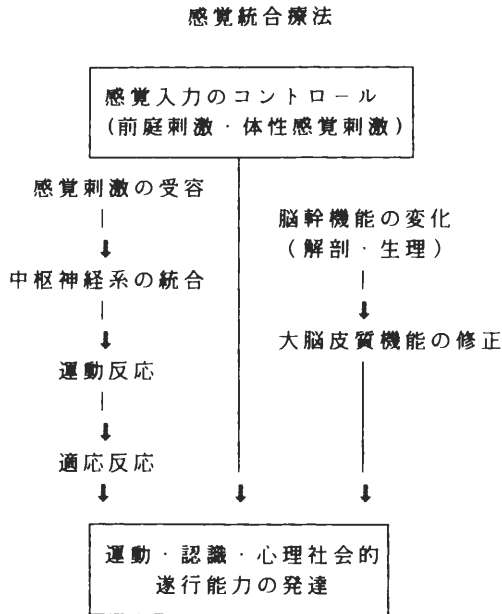 感覚統合療法
感覚入力のコントロール
(前庭刺激・体性感覚刺激)
感覚刺激の受容
中枢神経系の統合
運動反応
適応反応
脳幹機能の変化
(解剖・生理)
大脳皮質機能の修正
運動・認識・心理社会的
遂行能力の発達